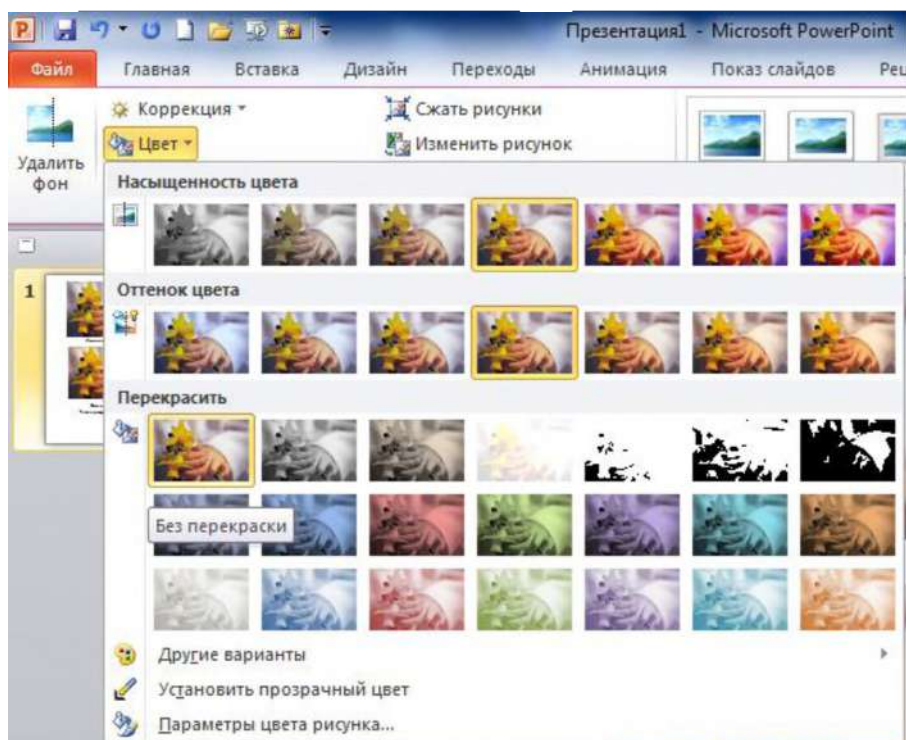 Презентация1 - Microsoft PowerPoint
Файл Главная Вставка Дизайн Переходы Анимация Показ слайдов Рец
Удалить фон
Коррекция
Цвет
Сжать рисунки
Изменить рисунок
Насыщенность цвета
1
Оттенок цвета
Перекрасить
Без перекраски
Другие варианты
Установить прозрачный цвет
Параметры цвета рисунка...